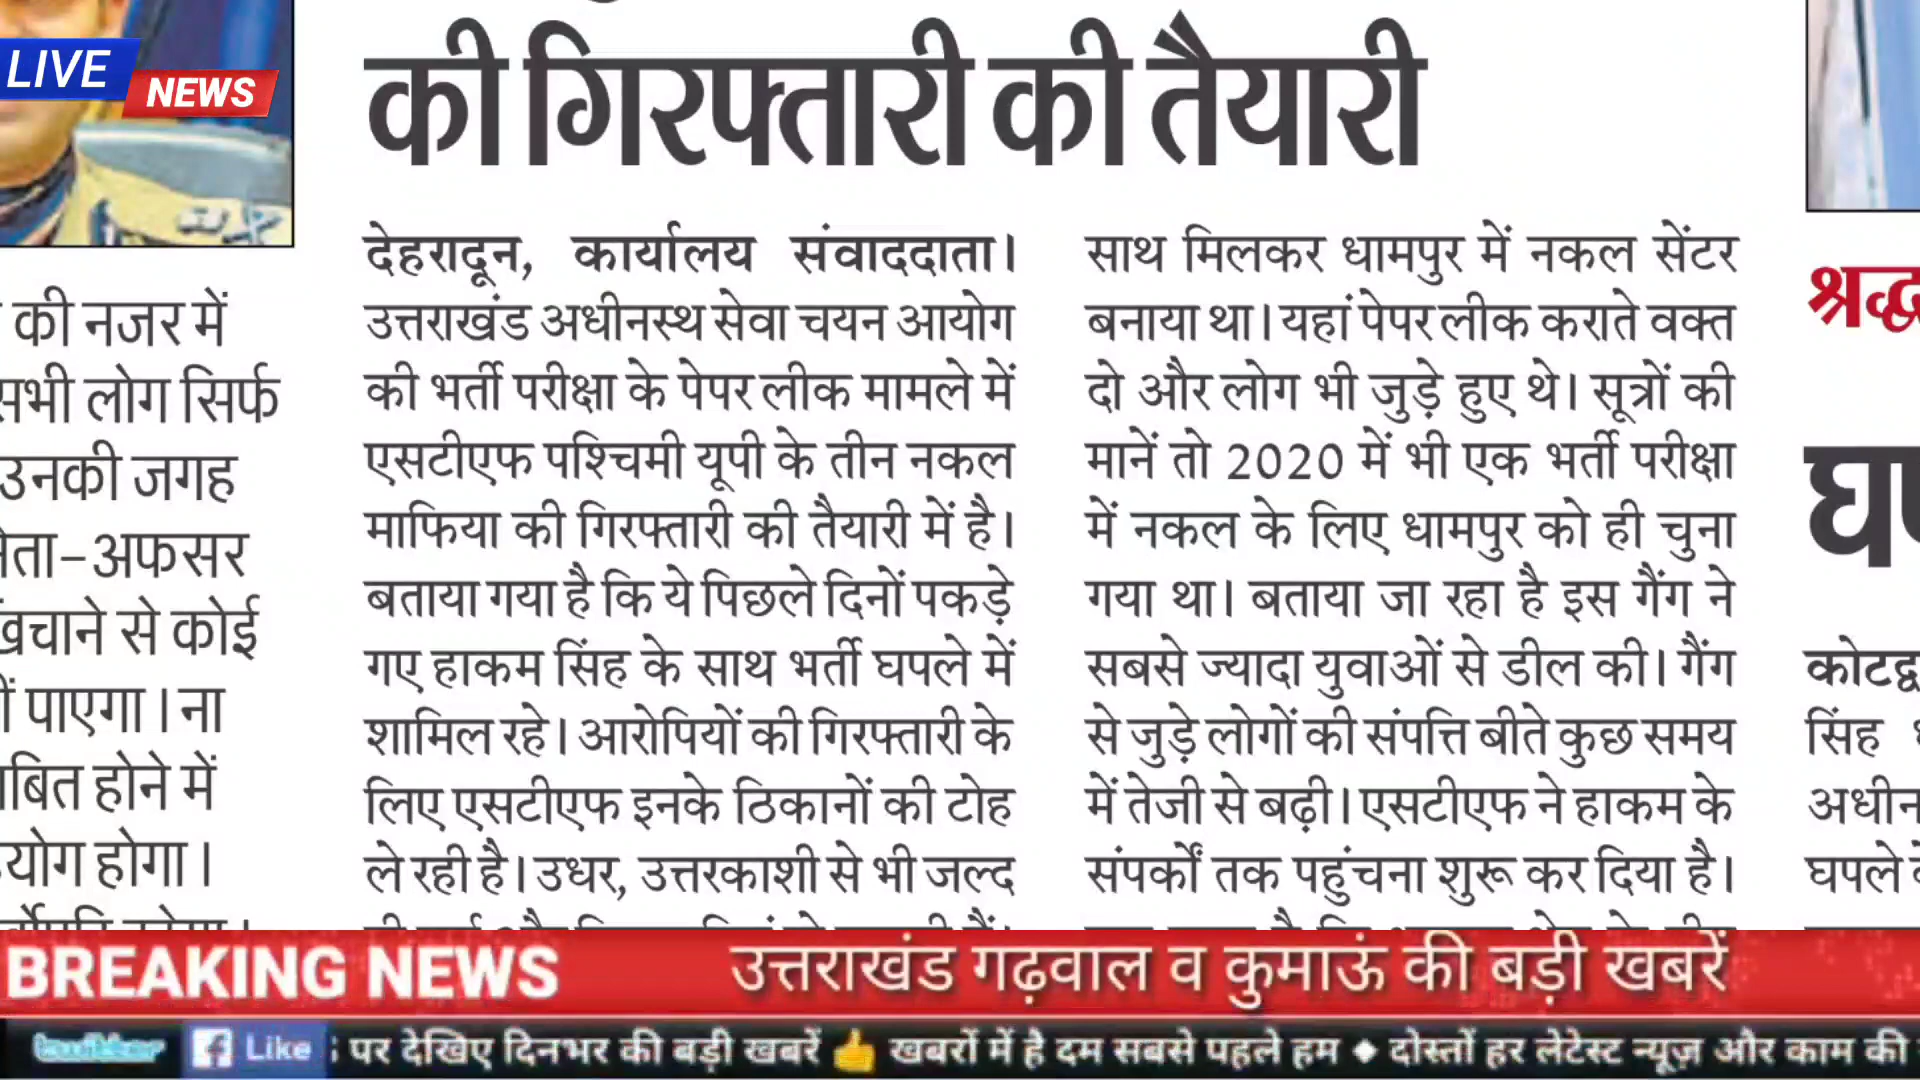 LIVE
NEWS
की गिरफ्तारी की तैयारी
की नजर में
सभी लोग सिर्फ
उनकी जगह
नेता-अफसर
से कोई
पाएगा। ना
होने में
होगा।
देहरादून, कार्यालय संवाददाता।
उत्तराखंड अधीनस्थ सेवा चयन आयोग
की भर्ती परीक्षा के पेपर लीक मामले में
एसटीएफ पश्चिमी यूपी के तीन नकल
माफिया की गिरफ्तारी की तैयारी में है।
बताया गया है कि ये पिछले दिनों पकड़े
गए हाकम सिंह के साथ भर्ती घपले में
शामिल रहे। आरोपियों की गिरफ्तारी के
लिए एसटीएफ इनके ठिकानों की टोह
ले रही है। उधर, उत्तरकाशी से भी जल्द
साथ मिलकर धामपुर में नकल सेंटर
बनाया था। यहां पेपर लीक कराते वक्त
दो और लोग भी जुड़े हुए थे। सूत्रों की
मानें तो 2020 में भी एक भर्ती परीक्षा
में नकल के लिए धामपुर को ही चुना
गया था। बताया जा रहा है इस गैंग ने
सबसे ज्यादा युवाओं से डील की। गैंग
से जुड़े लोगों की संपत्ति बीते कुछ समय
में तेजी से बढ़ी। एसटीएफ ने हाकम के
संपर्कों तक पहुंचना शुरू कर दिया है।
सिंह
घपले
BREAKING NEWS उत्तराखंड गढ़वाल व कुमाऊं की बड़ी खबरें
twitter Like : पर देखिए दिनभर की बड़ी खबरें 👍 खबरों में है दम सबसे पहले हम ◆ दोस्तों हर लेटेस्ट न्यूज़ और काम की